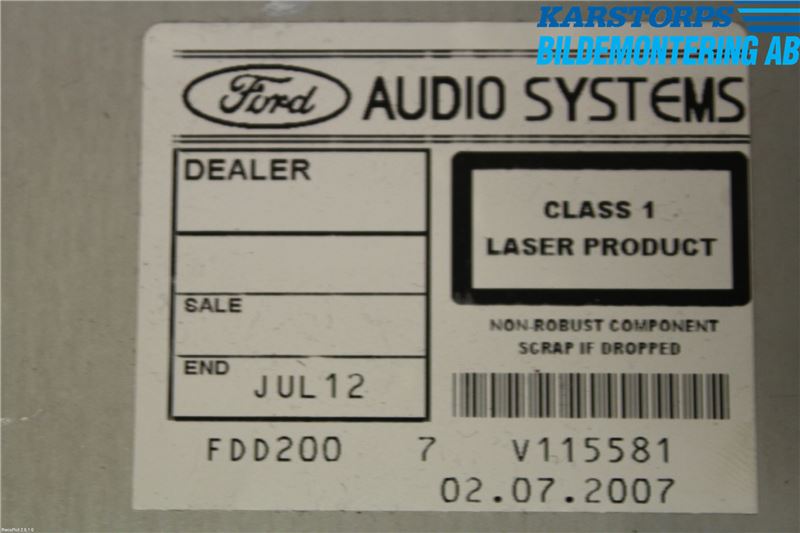 KARSTORPS
BILDEMONTERING AB
Ford AUDIO SYSTEMS
DEALER
CLASS 1
LASER PRODUCT
SALE
NON-ROBUST COMPONENT
SCRAP IF DROPPED
END JUL12
FDD200 7 V115581
02.07.2007